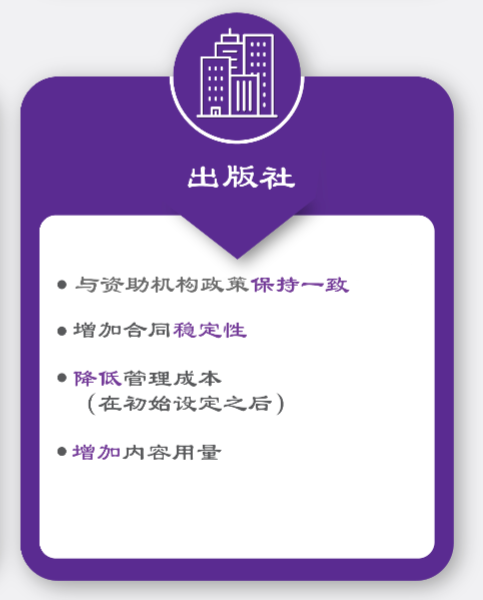 出版社
• 与资助机构政策保持一致
• 增加合同稳定性
• 降低管理成本
（在初始设定之后）
• 增加内容用量